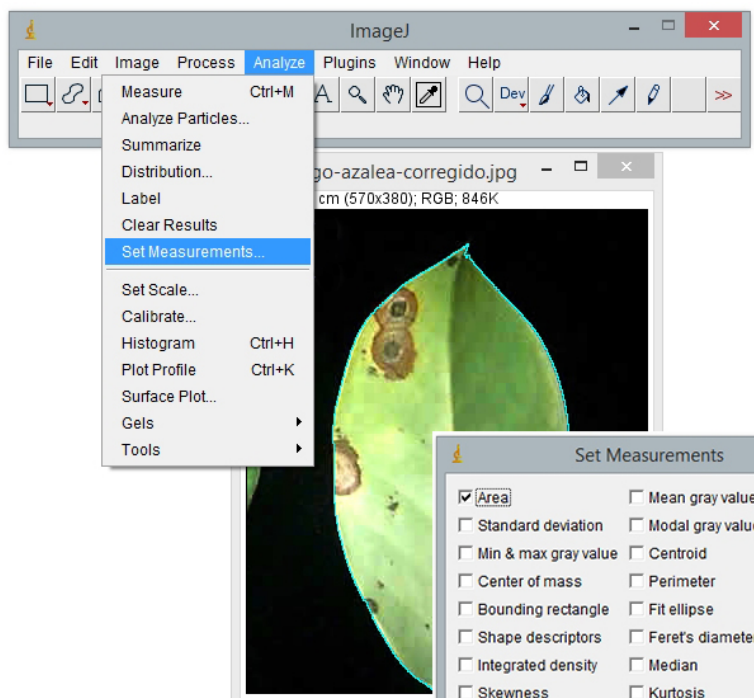 ImageJ
File Edit Image Process Analyze Plugins Window Help
A Dev >>
Measure Ctrl+M
Analyze Particles...
Summarize
Distribution...
Label
Clear Results
Set Measurements...
Set Scale...
Calibrate...
Histogram Ctrl+H
Plot Profile Ctrl+K
Surface Plot...
Gels
Tools
go-azalea-corregido.jpg
cm (570x380); RGB; 846K
Set Measurements
Area Mean gray value
Standard deviation Modal gray value
Min & max gray value Centroid
Center of mass Perimeter
Bounding rectangle Fit ellipse
Shape descriptors Feret's diameter
Integrated density Median
Skewness Kurtosis